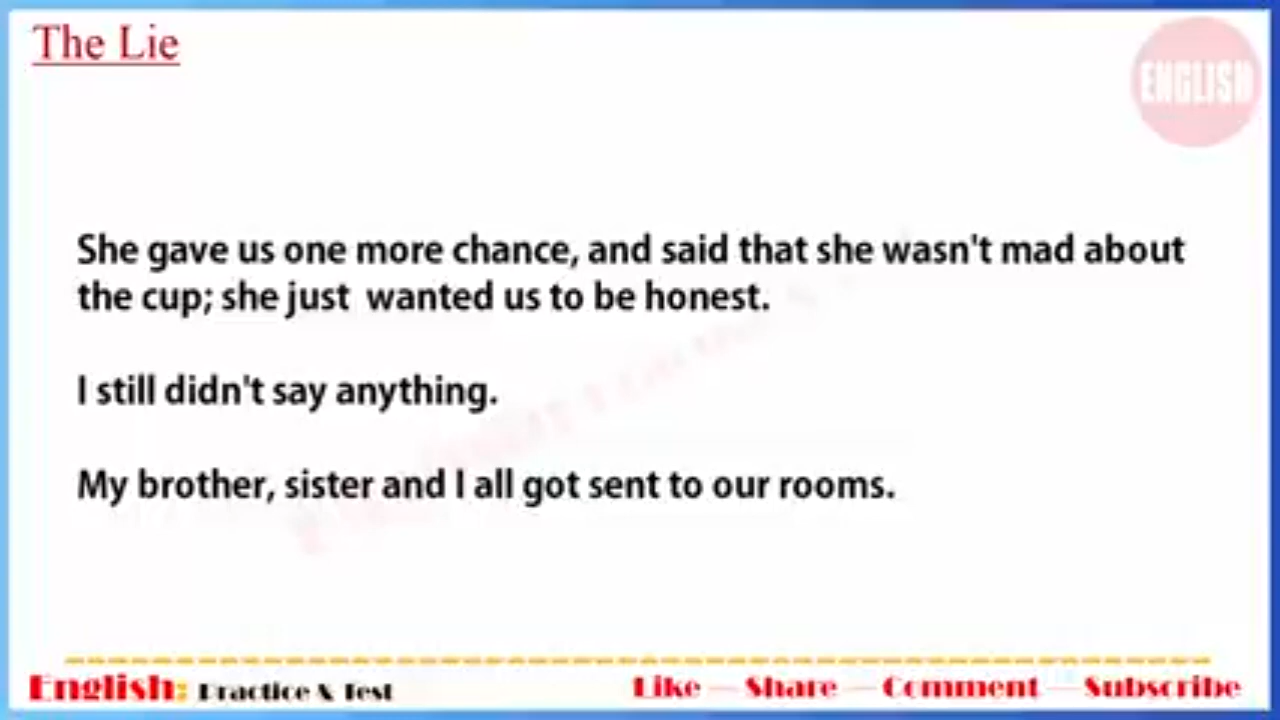 The Lie
ENGLISH
She gave us one more chance, and said that she wasn't mad about
the cup; she just  wanted us to be honest.
I still didn't say anything.
My brother, sister and I all got sent to our rooms.
English: Practice & Test
Like — Share — Comment — Subscribe